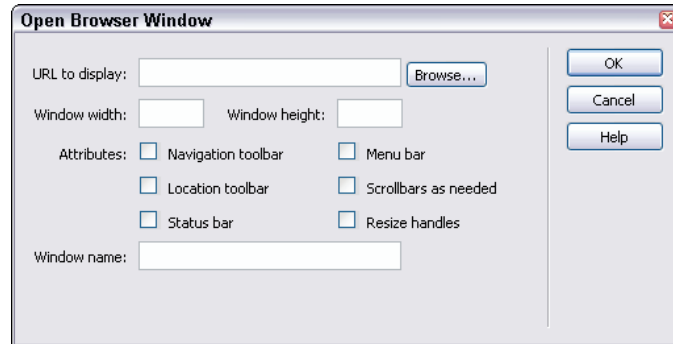 Open Browser Window
URL to display: Browse... OK
Cancel
Window width: Window height:
Help
Attributes: Navigation toolbar Menu bar
Location toolbar Scrollbars as needed
Status bar Resize handles
Window name: